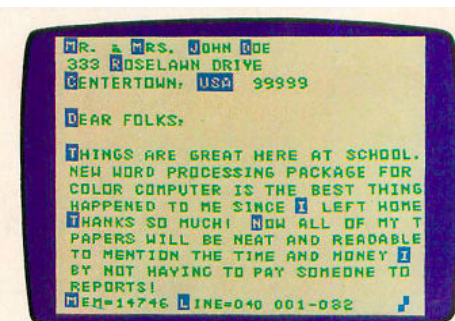 MR. & MRS. JOHN DOE
333 ROSELAWN DRIVE
CENTERTOWN, USA 99999
DEAR FOLKS,
THINGS ARE GREAT HERE AT SCHOOL.
NEW WORD PROCESSING PACKAGE FOR
COLOR COMPUTER IS THE BEST THING
HAPPENED TO ME SINCE I LEFT HOME
THANKS SO MUCH! NOW ALL OF MY T
PAPERS WILL BE NEAT AND READABLE
TO MENTION THE TIME AND MONEY I
BY NOT HAVING TO PAY SOMEONE TO
REPORTS!
MEM=14746 LINE=040 001-032